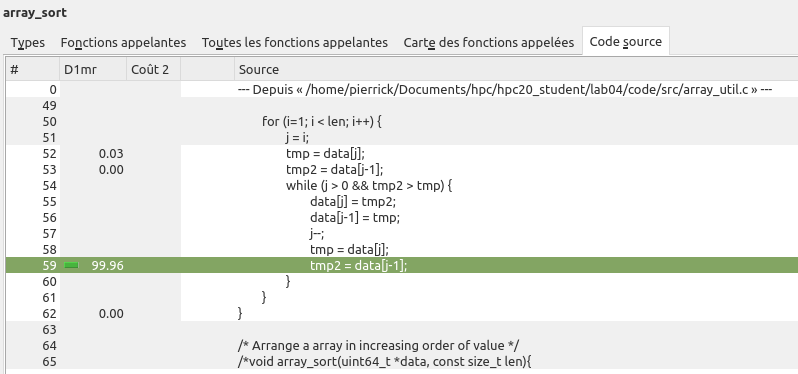 array_sort
Types Fonctions appelantes Toutes les fonctions appelantes Carte des fonctions appelées Code source
# D1mr Coût 2 Source
0 --- Depuis « /home/pierrick/Documents/hpc/hpc20_student/lab04/code/src/array_util.c » ---
49
50 for (i=1; i < len; i++) {
51 j = i;
52 0.03 tmp = data[j];
53 0.00 tmp2 = data[j-1];
54 while (j > 0 && tmp2 > tmp) {
55 data[j] = tmp2;
56 data[j-1] = tmp;
57 j--;
58 tmp = data[j];
59 99.96 tmp2 = data[j-1];
60 }
61 }
62 0.00 }
63
64 /* Arrange a array in increasing order of value */
65 /*void array_sort(uint64_t *data, const size_t len){